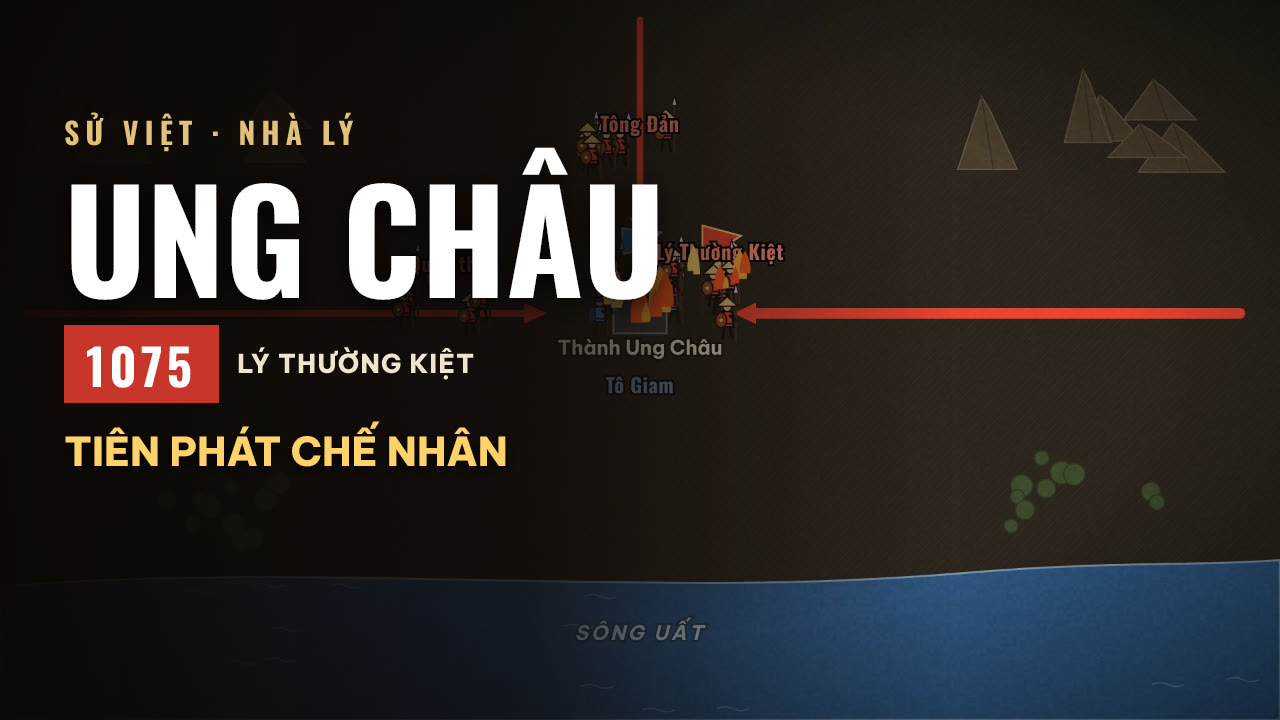 SỬ VIỆT · NHÀ LÝ
Tông Đản
UNG CHÂU
Lý Thường Kiệt
Thành Ung Châu
1075
LÝ THƯỜNG KIỆT
Tô Giam
TIÊN PHÁT CHẾ NHÂN
SÔNG UẤT